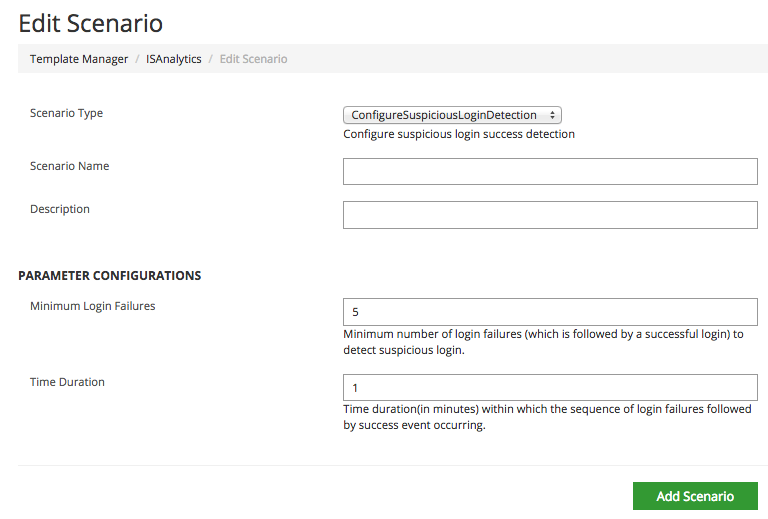 Edit Scenario
Template Manager / ISAnalytics / Edit Scenario
Scenario Type
ConfigureSuspiciousLoginDetection
Configure suspicious login success detection
Scenario Name
Description
PARAMETER CONFIGURATIONS
Minimum Login Failures
5
Minimum number of login failures (which is followed by a successful login) to
detect suspicious login.
Time Duration
1
Time duration(in minutes) within which the sequence of login failures followed
by success event occurring.
Add Scenario